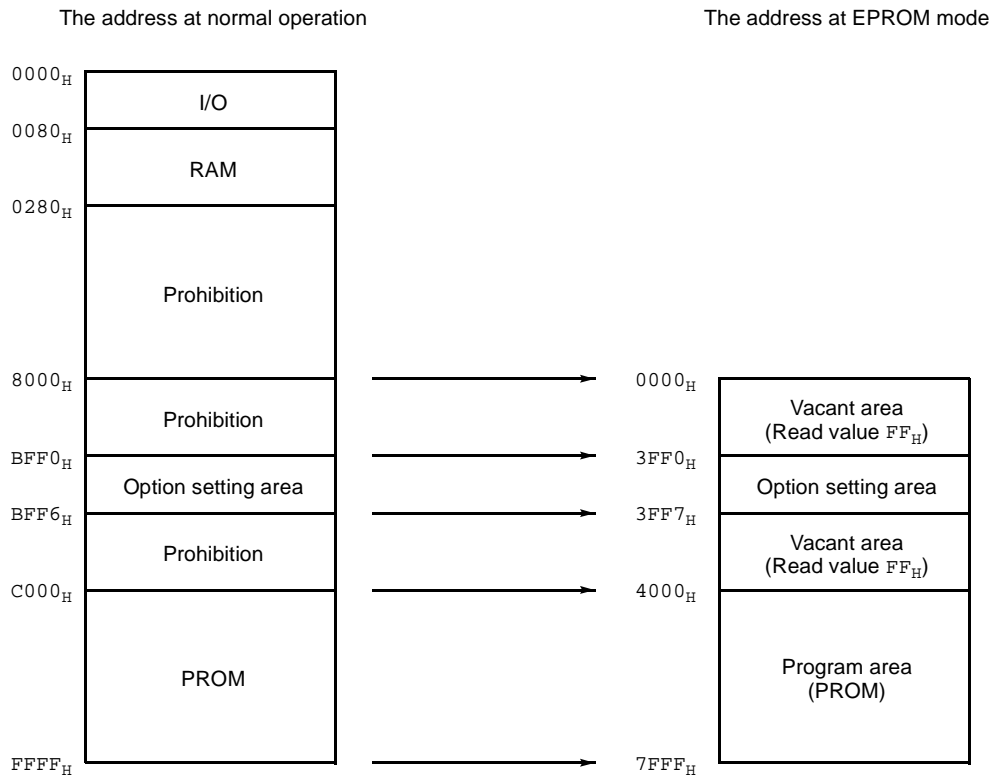 The address at normal operation
The address at EPROM mode
0000H
I/O
0080H
RAM
0280H
Prohibition
8000H
0000H
Prohibition
Vacant area
(Read value FFH)
BFF0H
3FF0H
Option setting area
Option setting area
BFF6H
3FF7H
Prohibition
Vacant area
(Read value FFH)
C000H
4000H
PROM
Program area
(PROM)
FFFFH
7FFFH